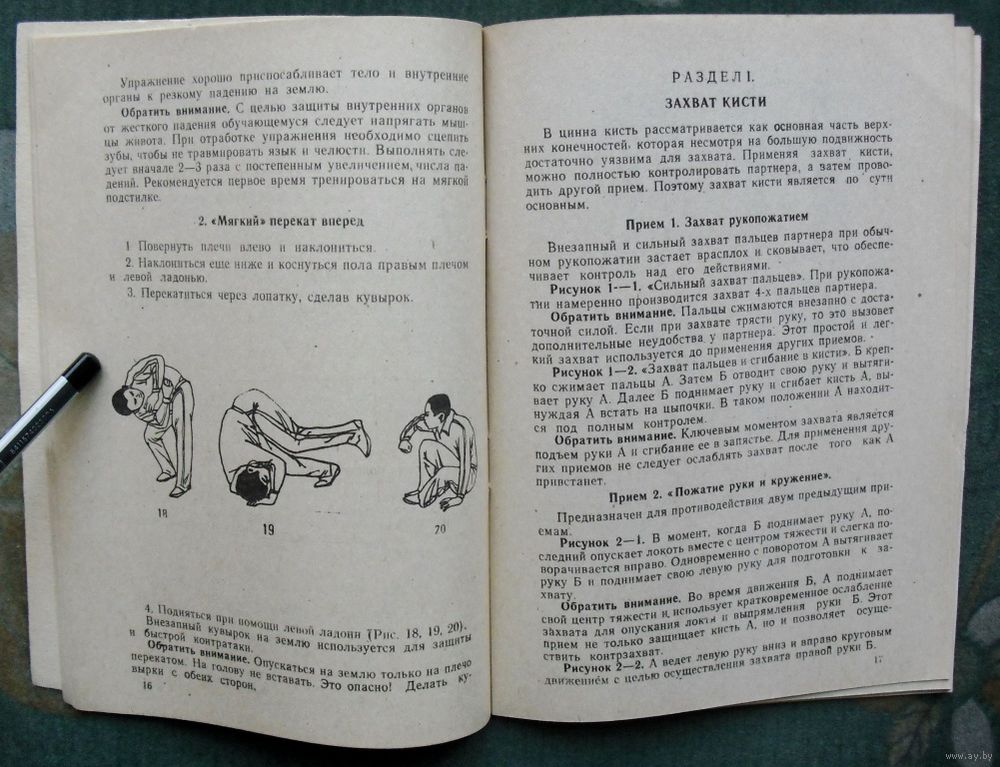 Упражнение хорошо приспосабливает тело и внутренние
органы к резкому падению на землю.
Обратить внимание. С целью защиты внутренних органов
от жесткого падения обучающемуся следует напрягать мыш-
цы живота. При отработке упражнения необходимо сцепить
зубы, чтобы не травмировать язык и челюсти. Выполнять сле-
дует вначале 2—3 раза с постепенным увеличением, числа па-
дений. Рекомендуется первое время тренироваться на мягкой
подстилке.
2. «Мягкий» перекат вперед
1 Повернуть плечи влево и наклониться.
2. Наклониться еще ниже и коснуться пола правым плечом
и левой ладонью.
3. Перекатиться через лопатку, сделав кувырок.
18
19
20
4. Подняться при помощи левой ладони (Рис. 18, 19, 20).
Внезапный кувырок на землю используется для защиты
и быстрой контратаки.
Обратить внимание. Опускаться на землю только на плечо
перекатом. На голову не вставать. Это опасно! Делать ку-
вырки с обеих сторон,
16
РАЗДЕЛ I.
ЗАХВАТ КИСТИ
В цинна кисть рассматривается как основная часть верх-
них конечностей, которая несмотря на большую подвижность
достаточно уязвима для захвата. Применяя захват кисти,
можно полностью контролировать партнера, а затем прово-
дить другой прием. Поэтому захват кисти является по сути
основным.
Прием 1. Захват рукопожатием
Внезапный и сильный захват пальцев партнера при обыч-
ном рукопожатии застает врасплох и сковывает, что обеспе-
чивает контроль над его действиями.
Рисунок 1-—1. «Сильный захват пальцев». При рукопожа-
тии намеренно производится захват 4-х пальцев партнера.
Обратить внимание. Пальцы сжимаются внезапно с доста-
точной силой. Если при захвате трясти руку, то это вызовет
дополнительные неудобства у партнера. Этот простой и лег-
кий захват используется до применения других приемов.
Рисунок 1—2. «Захват пальцев и сгибание в кисти». Б креп-
ко сжимает пальцы А. Затем Б отводит свою руку и вытяги-
вает руку А. Далее Б поднимает руку и сгибает кисть А, вы-
нуждая А встать на цыпочки. В таком положении А находит-
ся под полным контролем.
Обратить внимание. Ключевым моментом захвата является
подъем руки А и сгибание ее в запястье. Для применения дру-
гих приемов не следует ослаблять захват после того как А
привстанет.
Прием 2. «Пожатие руки и кружение».
Предназначен для противодействия двум предыдущим при-
емам.
Рисунок 2—1. В момент, когда Б поднимает руку А, по-
следний опускает локоть вместе с центром тяжести и слегка по-
ворачивается вправо. Одновременно с поворотом А вытягивает
руку Б и поднимает свою левую руку для подготовки к за-
хвату.
Обратить внимание. Во время движения Б, А поднимает
свой центр тяжести и, использует кратковременное ослабление
захвата для опускания локтя и выпрямления руки Б. Этот
прием не только защищает кисть А, но и позволяет осуще-
ствить контрзахват.
Рисунок 2—2. А ведет левую руку вниз и вправо круговым
движением с целью осуществления захвата правой руки Б.
17
www.ay.by